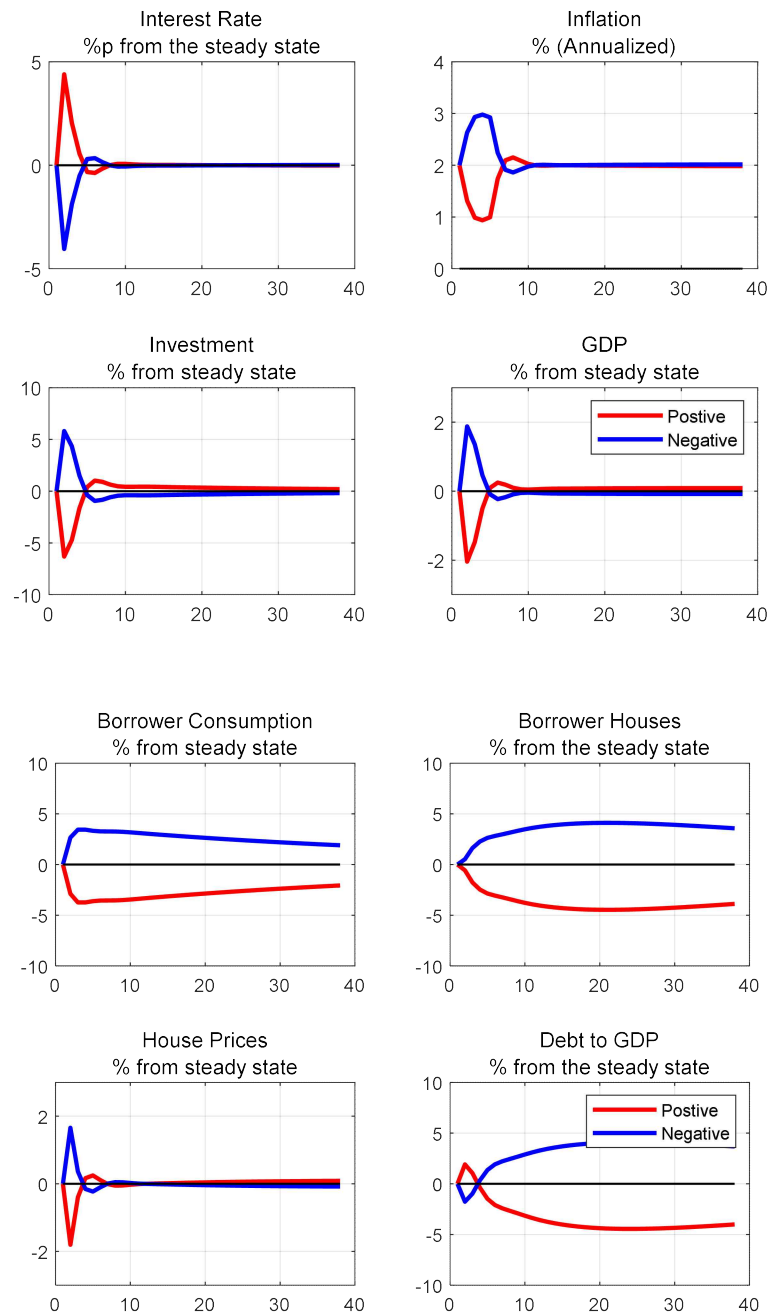 Interest Rate
%p from the steady state
5
0
-5
0 10 20 30 40
Inflation
% (Annualized)
4
3
2
1
0
0 10 20 30 40
Investment
% from steady state
10
5
0
-5
-10
0 10 20 30 40
GDP
% from steady state
Postive
Negative
2
0
-2
0 10 20 30 40
Borrower Consumption
% from steady state
10
5
0
-5
-10
0 10 20 30 40
Borrower Houses
% from the steady state
10
5
0
-5
-10
0 10 20 30 40
House Prices
% from steady state
2
0
-2
0 10 20 30 40
Debt to GDP
% from the steady state
Postive
Negative
10
5
0
-5
-10
0 10 20 30 40